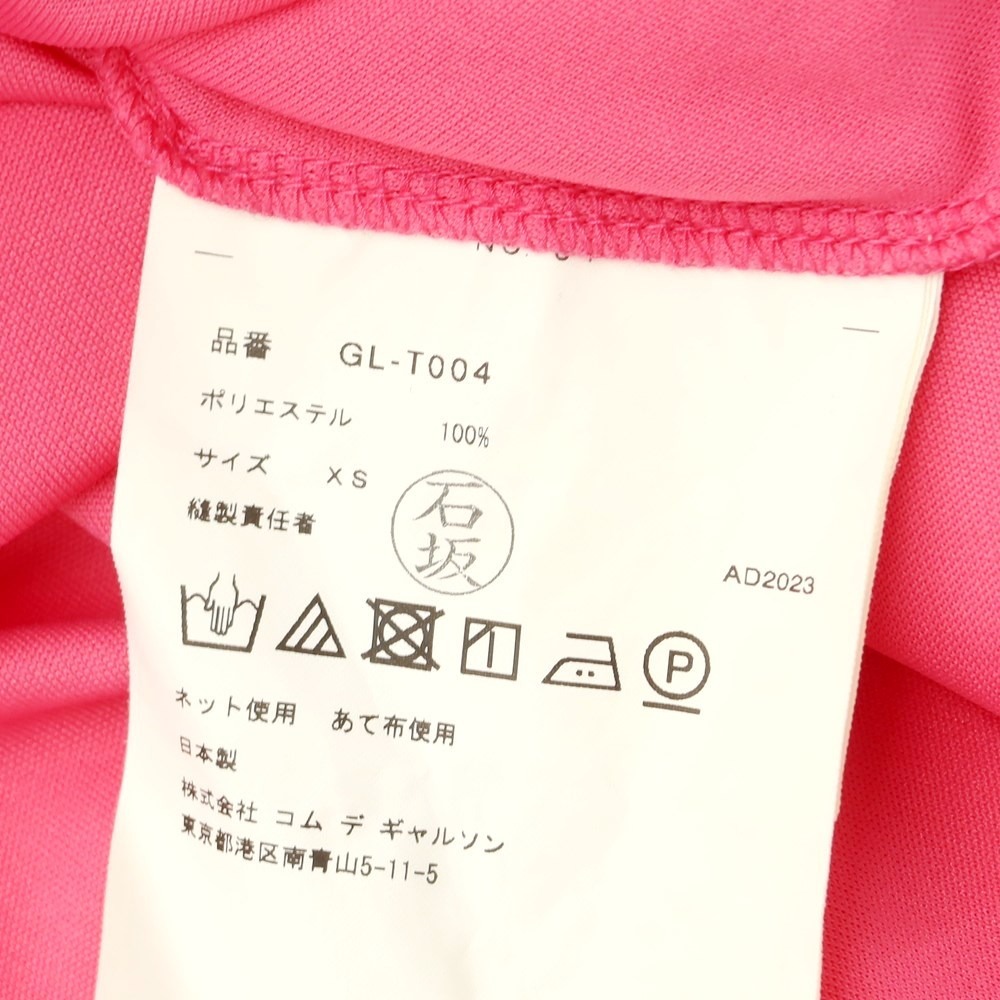 品番 GL-T004
ポリエステル 100%
サイズ XS
縫製責任者
石坂
AD2023
P
ネット使用 あて布使用
日本製
株式会社 コム デ ギャルソン
東京都港区南青山5-11-5